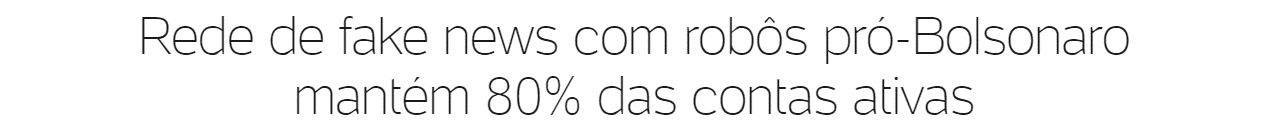 Rede de fake news com robôs pró-Bolsonaro
mantém 80% das contas ativas